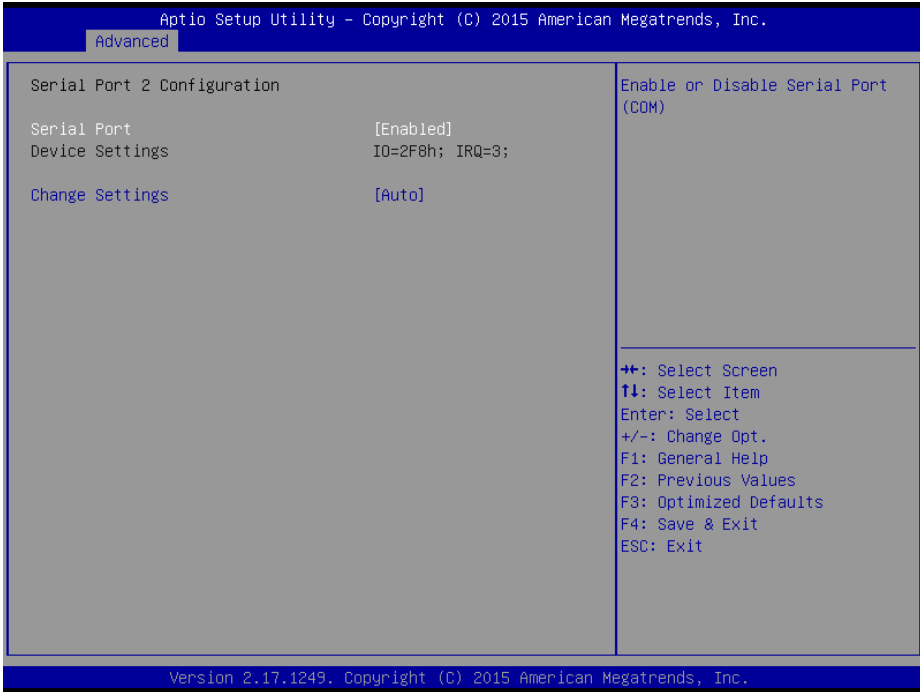 Aptio Setup Utility – Copyright (C) 2015 American Megatrends, Inc.
Advanced
Serial Port 2 Configuration
Serial Port [Enabled]
Device Settings IO=2F8h; IRQ=3;
Change Settings [Auto]
Enable or Disable Serial Port
(COM)
→←: Select Screen
↑↓: Select Item
Enter: Select
+/-: Change Opt.
F1: General Help
F2: Previous Values
F3: Optimized Defaults
F4: Save & Exit
ESC: Exit
Version 2.17.1249. Copyright (C) 2015 American Megatrends, Inc.